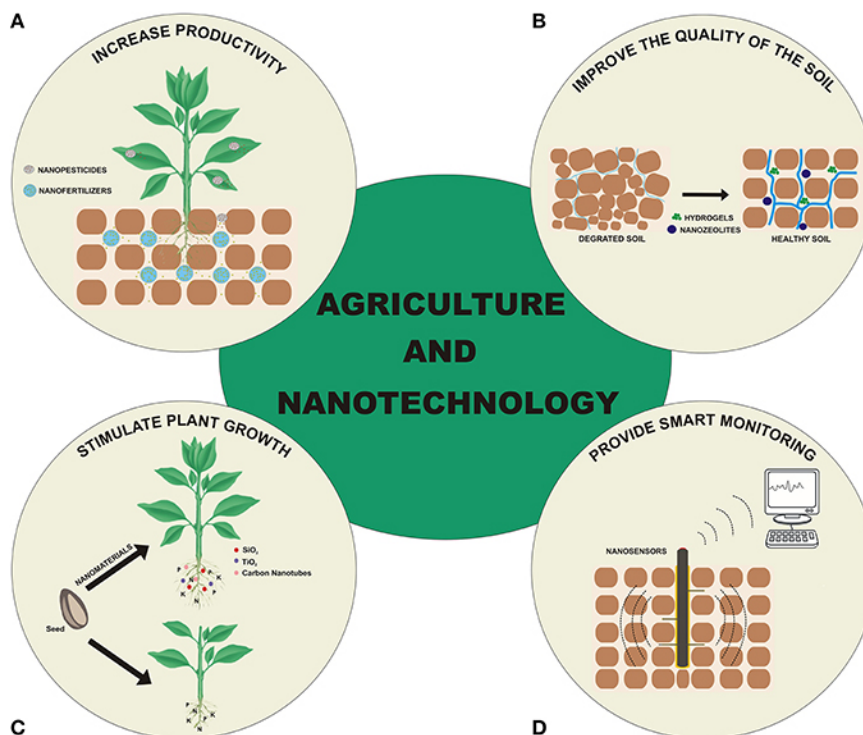 A
INCREASE PRODUCTIVITY
NANOPESTICIDES
NANOFERTILIZERS
B
IMPROVE THE QUALITY OF THE SOIL
HYDROGELS
NANOZEOLITES
DEGRATED SOIL
HEALTHY SOIL
AGRICULTURE
AND
NANOTECHNOLOGY
STIMULATE PLANT GROWTH
NANOMATERIALS
SiO₂
TiO₂
Carbon Nanotubes
P
K
N
P
K
N
P
K
Seed
P
K
N
P
K
N
C
PROVIDE SMART MONITORING
NANOSENSORS
D